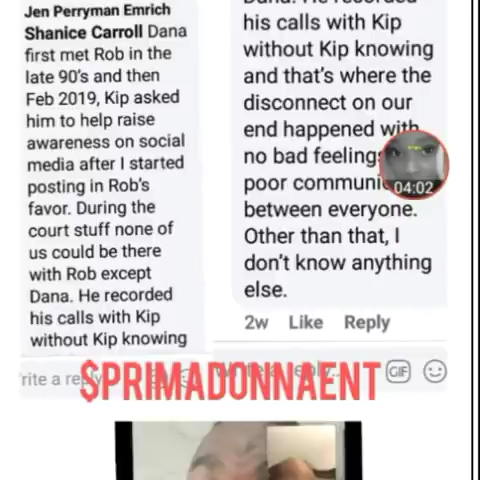 Jen Perryman Emrich
Shanice Carroll Dana
first met Rob in the
late 90's and then
Feb 2019, Kip asked
him to help raise
awareness on social
media after I started
posting in Rob's
favor. During the
court stuff none of
us could be there
with Rob except
Dana. He recorded
his calls with Kip
without Kip knowing
rite a
his calls with Kip
without Kip knowing
and that's where the
disconnect on our
end happened with
no bad feeling
poor communi
between everyone.
Other than that, I
don't know anything
else.
2w Like Reply
GIF
04:02
$PRIMADONNAENT